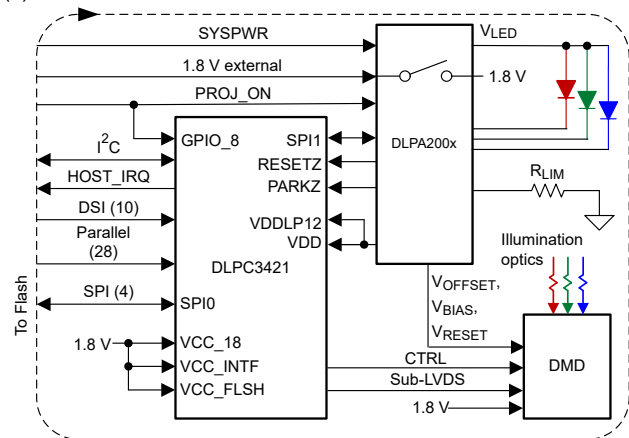 SYSPWR
VLED
1.8 V external
1.8 V
PROJ_ON
DLPA200x
GPIO_8
SPI1
I2C
RESETZ
HOST_IRQ
PARKZ
RLIM
DSI (10)
VDDLP12
Parallel
(28)
VDD
DLPC3421
Illumination
optics
SPI (4)
SPI0
To Flash
VOFFSET,
VBIAS,
VRESET
1.8 V
VCC_18
VCC_INTF
VCC_FLSH
CTRL
Sub-LVDS
1.8 V
DMD